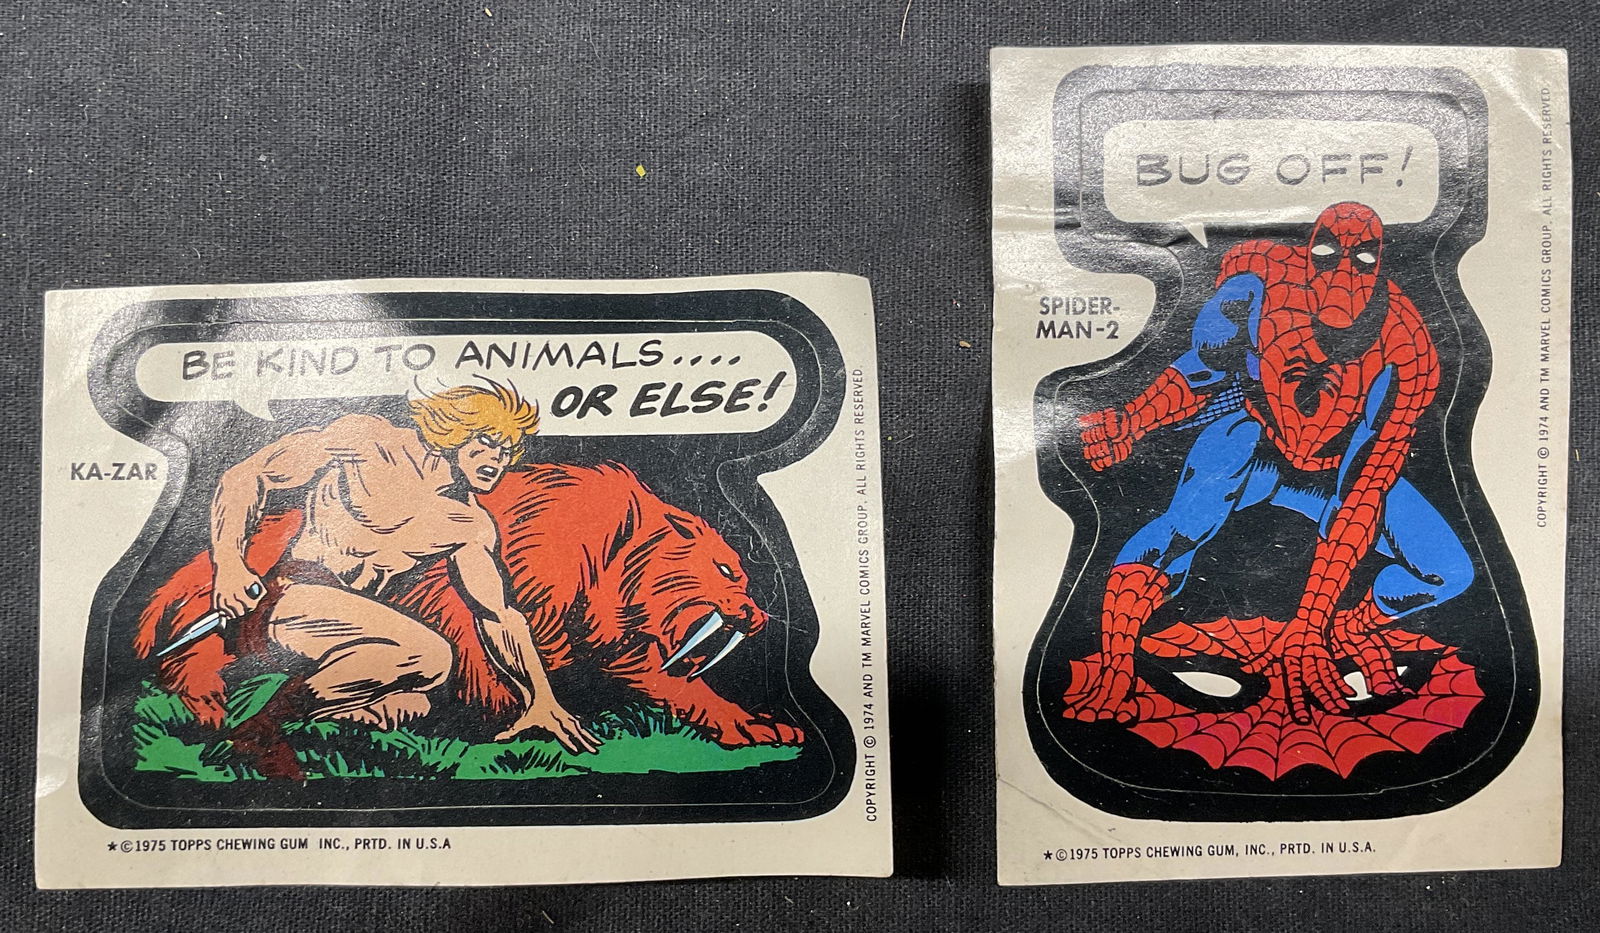 BE KIND TO ANIMALS....
OR ELSE!
KA-ZAR
COPYRIGHT © 1974 AND TM MARVEL COMICS GROUP. ALL RIGHTS RESERVED.
★ © 1975 TOPPS CHEWING GUM INC., PRTD. IN U.S.A
BUG OFF!
SPIDER-
MAN-2
COPYRIGHT © 1974 AND TM MARVEL COMICS GROUP. ALL RIGHTS RESERVED.
★ © 1975 TOPPS CHEWING GUM, INC., PRTD. IN U.S.A.